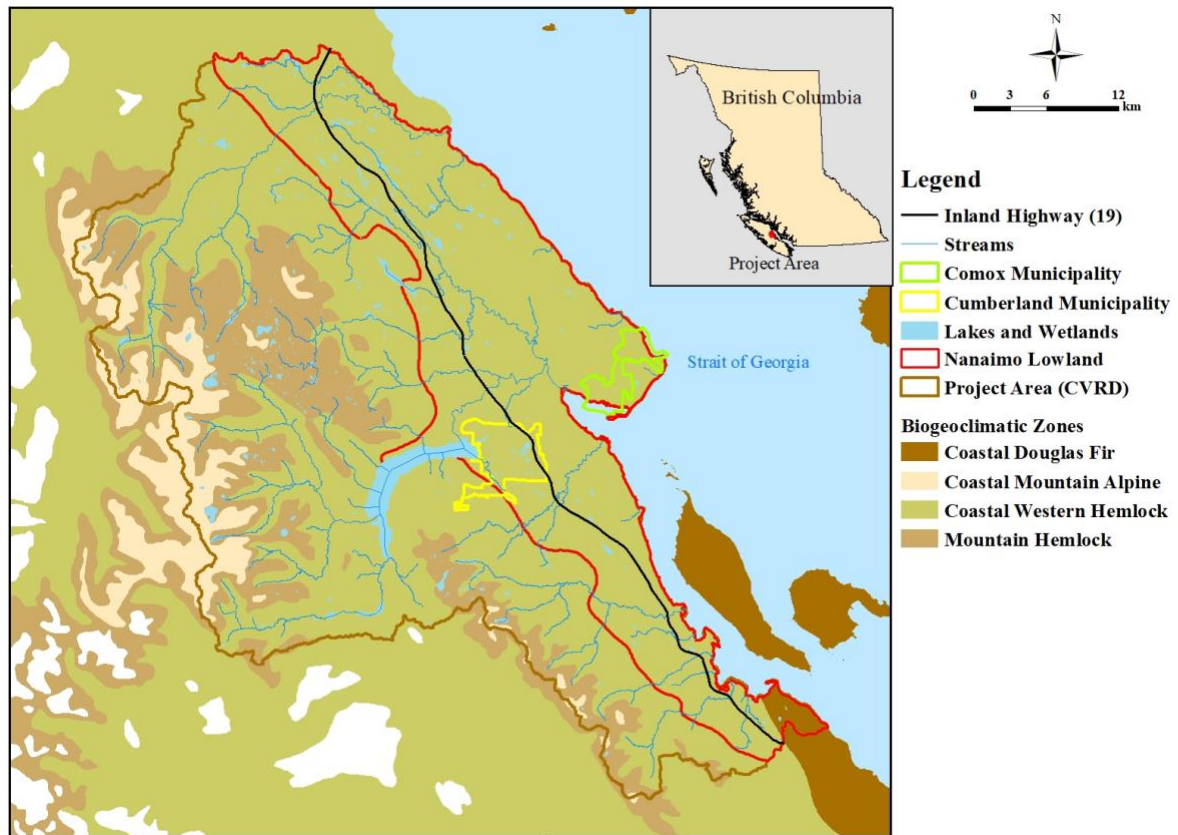 British Columbia
Project Area
Strait of Georgia
N
0 3 6 12
km
Legend
Inland Highway (19)
Streams
Comox Municipality
Cumberland Municipality
Lakes and Wetlands
Nanaimo Lowland
Project Area (CVRD)
Biogeoclimatic Zones
Coastal Douglas Fir
Coastal Mountain Alpine
Coastal Western Hemlock
Mountain Hemlock